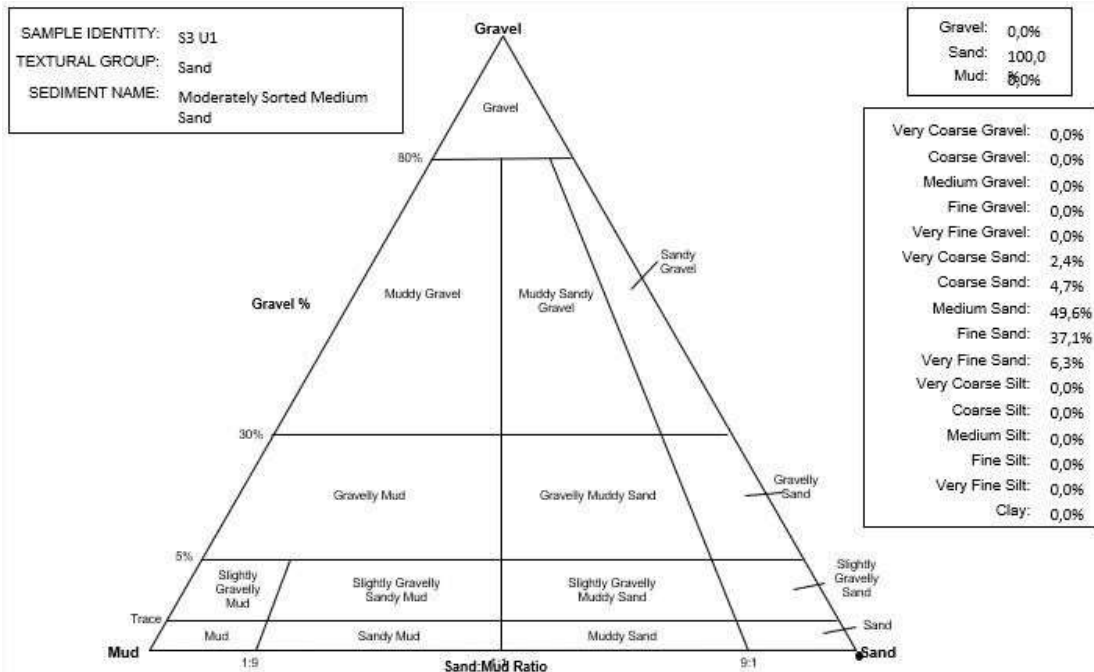 SAMPLE IDENTITY: S3 U1
TEXTURAL GROUP: Sand
SEDIMENT NAME: Moderately Sorted Medium
Sand
Gravel
Gravel: 0,0%
Sand: 100,0
%
Mud: 0,0%
Very Coarse Gravel: 0,0%
Coarse Gravel: 0,0%
Medium Gravel: 0,0%
Fine Gravel: 0,0%
Very Fine Gravel: 0,0%
Very Coarse Sand: 2,4%
Coarse Sand: 4,7%
Medium Sand: 49,6%
Fine Sand: 37,1%
Very Fine Sand: 6,3%
Very Coarse Silt: 0,0%
Coarse Silt: 0,0%
Medium Silt: 0,0%
Fine Silt: 0,0%
Very Fine Silt: 0,0%
Clay: 0,0%
Gravel
80%
Sandy
Gravel
Gravel %
Muddy Gravel
Muddy Sandy
Gravel
30%
Gravelly Mud
Gravelly Muddy Sand
Gravelly
Sand
5%
Slightly
Gravelly
Mud
Slightly Gravelly
Sandy Mud
Slightly Gravelly
Muddy Sand
Slightly
Gravelly
Sand
Trace
Mud
Sandy Mud
Muddy Sand
Sand
Mud
Sand
1:9
9:1
Sand:Mud Ratio